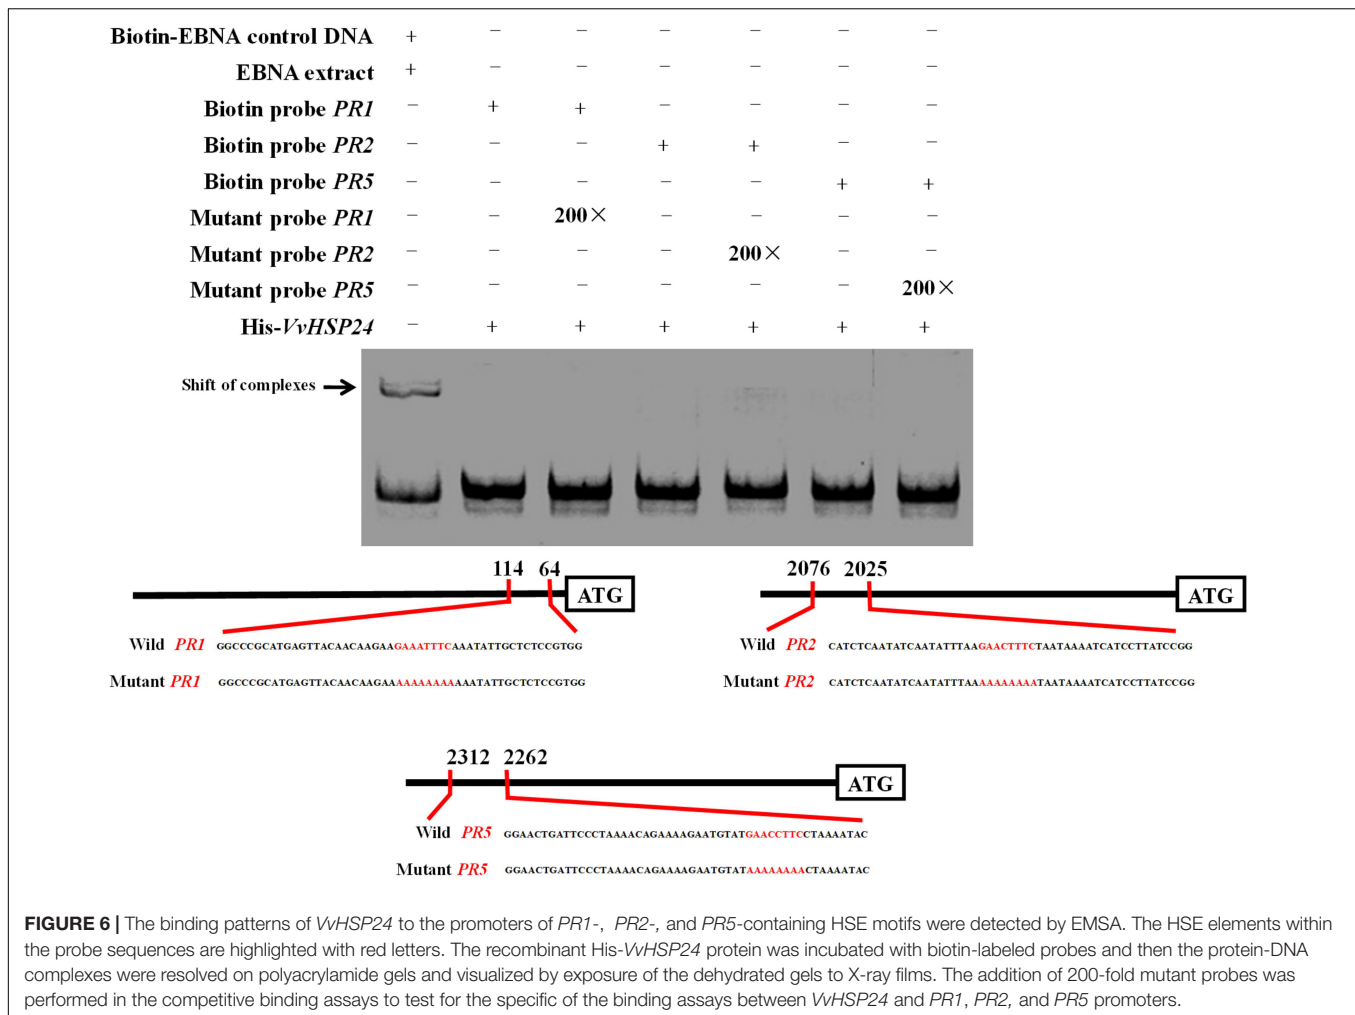 Biotin-EBNA control DNA + − − − − − −
EBNA extract + − − − − − −
Biotin probe PR1 − + + − − − −
Biotin probe PR2 − − − + + − −
Biotin probe PR5 − − − − − + +
Mutant probe PR1 − − 200× − − − −
Mutant probe PR2 − − − − 200× − −
Mutant probe PR5 − − − − − − 200×
His-VvHSP24 − + + + + + +
Shift of complexes
114 64
ATG
Wild PR1 GGCCCGCATGAGTTACAACAAGAAGAAATTTCAAATATTGCTCTCCGTGG
Mutant PR1 GGCCCGCATGAGTTACAACAAGAAAAAAAAAAAAATATTGCTCTCCGTGG
2076 2025
ATG
Wild PR2 CATCTCAATATCAATATTTAAGAACTTTCTAATAAAATCATCCTTATCCGG
Mutant PR2 CATCTCAATATCAATATTTAAAAAAAAAATAATAAAATCATCCTTATCCGG
2312 2262
ATG
Wild PR5 GGAACTGATTCCCTAAAACAGAAAAGAATGTATGAACCTTCCTAAAATAC
Mutant PR5 GGAACTGATTCCCTAAAACAGAAAAGAATGTATAAAAAAAACTAAAATAC
FIGURE 6 | The binding patterns of VvHSP24 to the promoters of PR1-, PR2-, and PR5-containing HSE motifs were detected by EMSA. The HSE elements within
the probe sequences are highlighted with red letters. The recombinant His-VvHSP24 protein was incubated with biotin-labeled probes and then the protein-DNA
complexes were resolved on polyacrylamide gels and visualized by exposure of the dehydrated gels to X-ray films. The addition of 200-fold mutant probes was
performed in the competitive binding assays to test for the specific of the binding assays between VvHSP24 and PR1, PR2, and PR5 promoters.